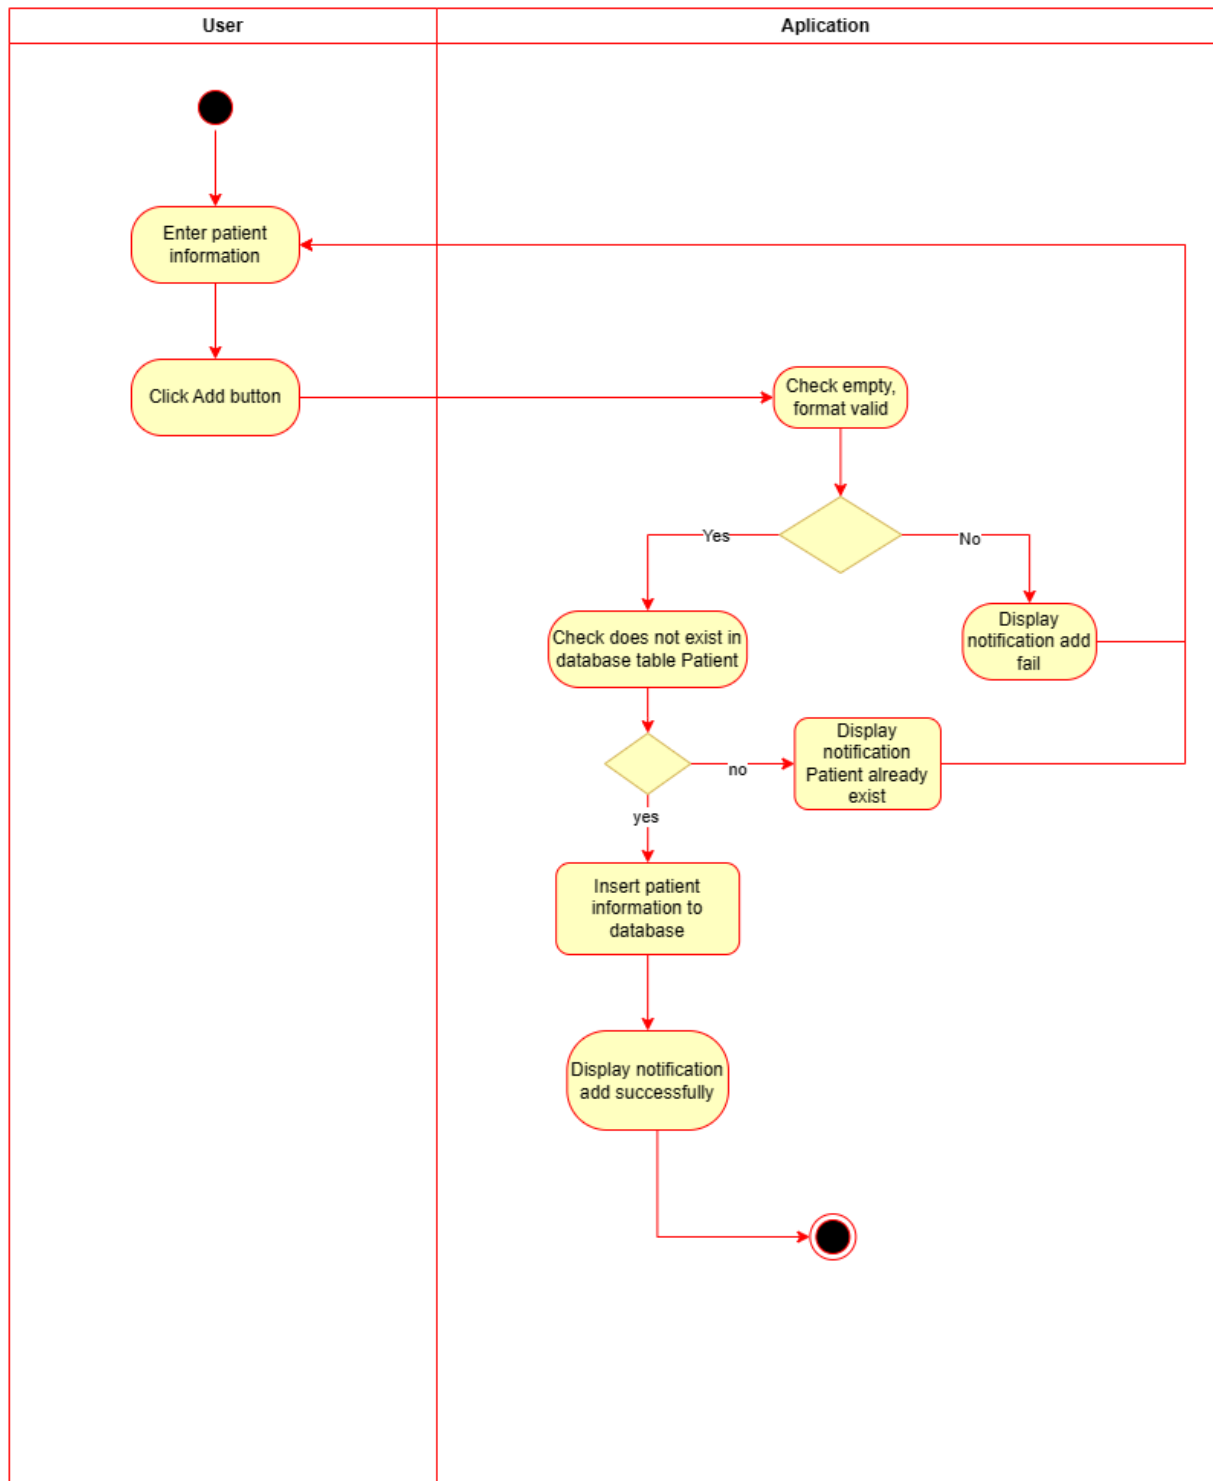 User
Aplication
Enter patient
information
Click Add button
Check empty,
format valid
Yes
No
Check does not exist in
database table Patient
Display
notification add
fail
no
Display
notification
Patient already
exist
yes
Insert patient
information to
database
Display notification
add successfully